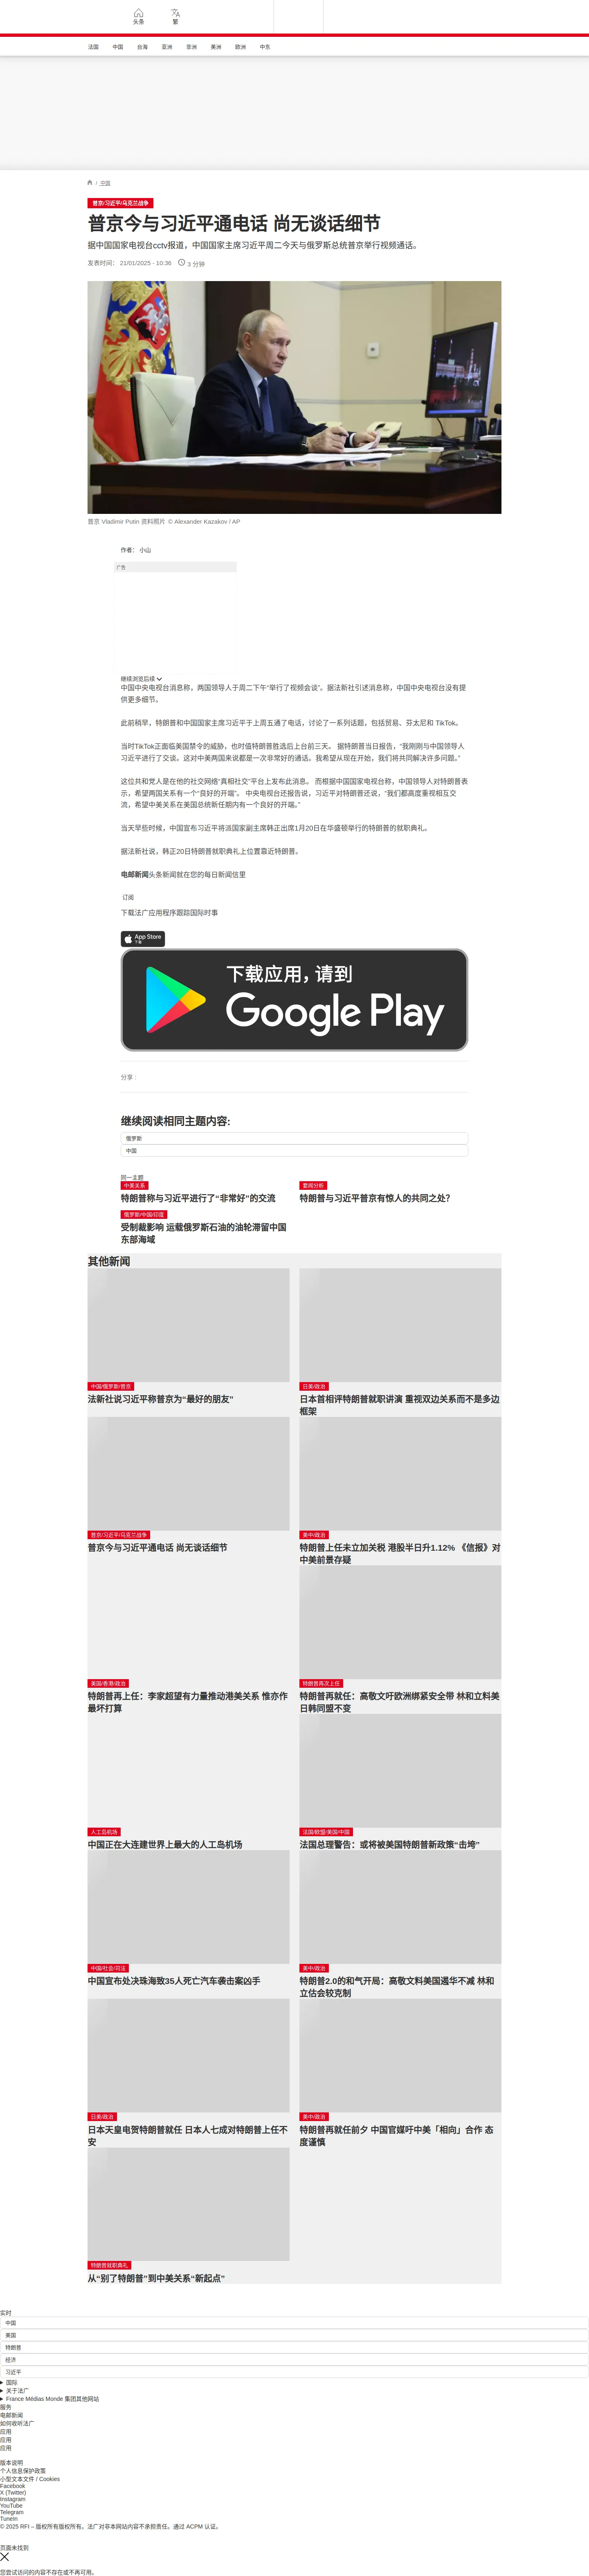 头条
繁
法国 中国 台海 亚洲 非洲 美洲 欧洲 中东
/ 中国
普京/习近平/乌克兰战争
普京今与习近平通电话 尚无谈话细节
据中国国家电视台cctv报道，中国国家主席习近平周二今天与俄罗斯总统普京举行视频通话。
发表时间： 21/01/2025 - 10:36 3 分钟
普京 Vladimir Putin 资料照片 © Alexander Kazakov / AP
作者： 小山
广告
继续浏览后续
中国中央电视台消息称，两国领导人于周二下午“举行了视频会谈”。据法新社引述消息称，中国中央电视台没有提
供更多细节。
此前稍早，特朗普和中国国家主席习近平于上周五通了电话，讨论了一系列话题，包括贸易、芬太尼和 TikTok。
当时TikTok正面临美国禁令的威胁，也时值特朗普胜选后上台前三天。 据特朗普当日报告，“我刚刚与中国领导人
习近平进行了交谈。这对中美两国来说都是一次非常好的通话。我希望从现在开始，我们将共同解决许多问题。”
这位共和党人是在他的社交网络“真相社交”平台上发布此消息。 而根据中国国家电视台称，中国领导人对特朗普表
示，希望两国关系有一个“良好的开端”。 中央电视台还报告说，习近平对特朗普还说，“我们都高度重视相互交
流，希望中美关系在美国总统新任期内有一个良好的开端。”
当天早些时候，中国宣布习近平将派国家副主席韩正出席1月20日在华盛顿举行的特朗普的就职典礼。
据法新社说，韩正20日特朗普就职典礼上位置靠近特朗普。
电邮新闻头条新闻就在您的每日新闻信里
订阅
下载法广应用程序跟踪国际时事
App Store
下载
下载应用，请到
Google Play
分享 :
继续阅读相同主题内容:
俄罗斯
中国
同一主题
中美关系
特朗普称与习近平进行了“非常好”的交流
要闻分析
特朗普与习近平普京有惊人的共同之处?
俄罗斯/中国/印度
受制裁影响 运载俄罗斯石油的油轮滞留中国
东部海域
其他新闻
中国/俄罗斯/普京
法新社说习近平称普京为“最好的朋友”
日美/政治
日本首相评特朗普就职讲演 重视双边关系而不是多边
框架
普京/习近平/乌克兰战争
普京今与习近平通电话 尚无谈话细节
美中/政治
特朗普上任未立加关税 港股半日升1.12% 《信报》对
中美前景存疑
美国/香港/政治
特朗普再上任：李家超望有力量推动港美关系 惟亦作
最坏打算
特朗普再次上任
特朗普再就任：高敬文吁欧洲绑紧安全带 林和立料美
日韩同盟不变
人工岛机场
中国正在大连建世界上最大的人工岛机场
法国/欧盟/美国/中国
法国总理警告：或将被美国特朗普新政策“击垮”
中国/社会/司法
中国宣布处决珠海致35人死亡汽车袭击案凶手
美中/政治
特朗普2.0的和气开局：高敬文料美国遏华不减 林和
立估会较克制
日美/政治
日本天皇电贺特朗普就任 日本人七成对特朗普上任不
安
美中/政治
特朗普再就任前夕 中国官媒吁中美「相向」合作 态
度谨慎
特朗普就职典礼
从“别了特朗普”到中美关系“新起点”
实时
中国
美国
特朗普
经济
习近平
国际
关于法广
France Médias Monde 集团其他网站
服务
电邮新闻
如何收听法广
应用
应用
应用
版本说明
个人信息保护政策
小型文本文件 / Cookies
Facebook
X (Twitter)
Instagram
YouTube
Telegram
TuneIn
© 2025 RFI – 版权所有版权所有。法广对非本网站内容不承担责任。通过 ACPM 认证。
页面未找到
您尝试访问的内容不存在或不再可用。